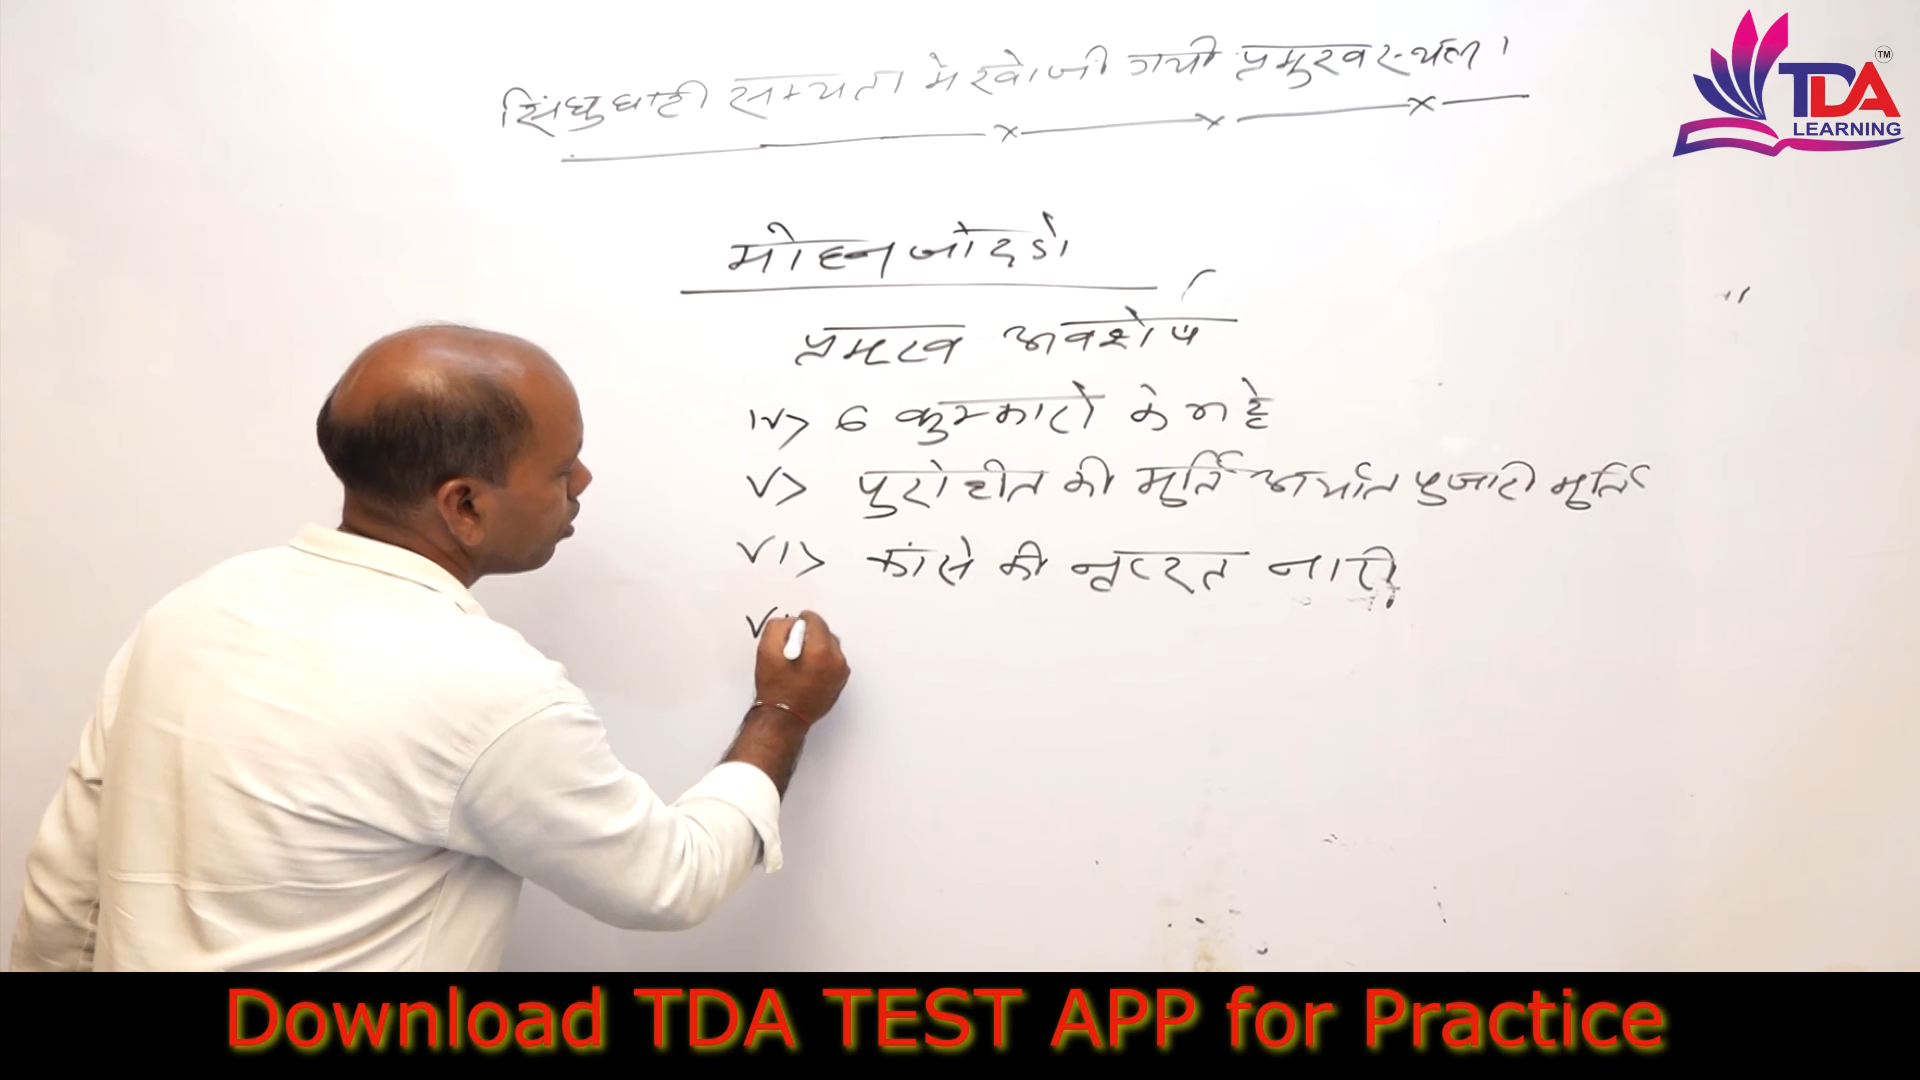 सिंधु घाटी सभ्यता मे खोजी गयी प्रमुख स्थल।
TDA
TM
LEARNING
मोहनजोदडो
प्रमुख अवशेष
iv> 6 कुम्भकारो के भट्टे
v> पुरोहीत की मुर्ति अर्थात पुजारी मूर्ति
vi> कांसे की नृत्यरत नारी
Download TDA TEST APP for Practice